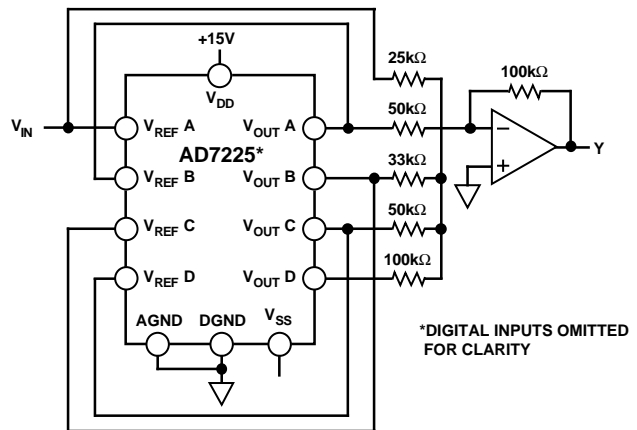 +15V
V_DD
V_IN
V_REF A
V_REF B
V_REF C
V_REF D
AD7225*
V_OUT A
V_OUT B
V_OUT C
V_OUT D
AGND
DGND
V_SS
25kΩ
50kΩ
33kΩ
50kΩ
100kΩ
100kΩ
−
+
Y
*DIGITAL INPUTS OMITTED
FOR CLARITY